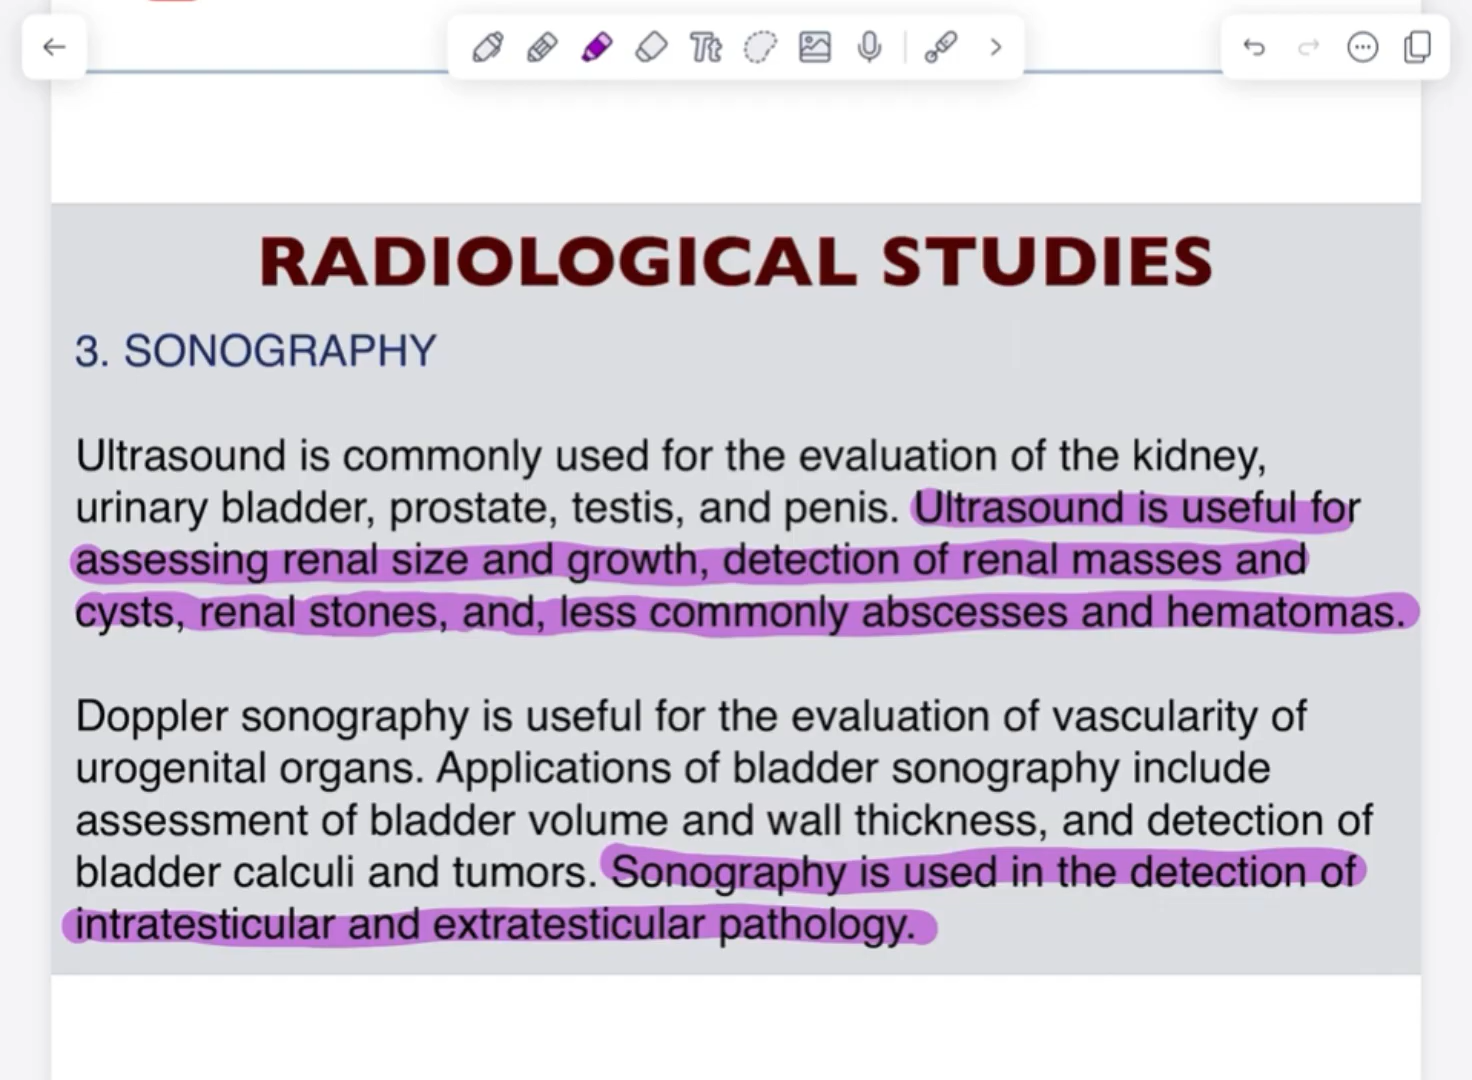 Tt
RADIOLOGICAL STUDIES
3. SONOGRAPHY
Ultrasound is commonly used for the evaluation of the kidney,
urinary bladder, prostate, testis, and penis. Ultrasound is useful for
assessing renal size and growth, detection of renal masses and
cysts, renal stones, and, less commonly abscesses and hematomas.
Doppler sonography is useful for the evaluation of vascularity of
urogenital organs. Applications of bladder sonography include
assessment of bladder volume and wall thickness, and detection of
bladder calculi and tumors. Sonography is used in the detection of
intratesticular and extratesticular pathology.